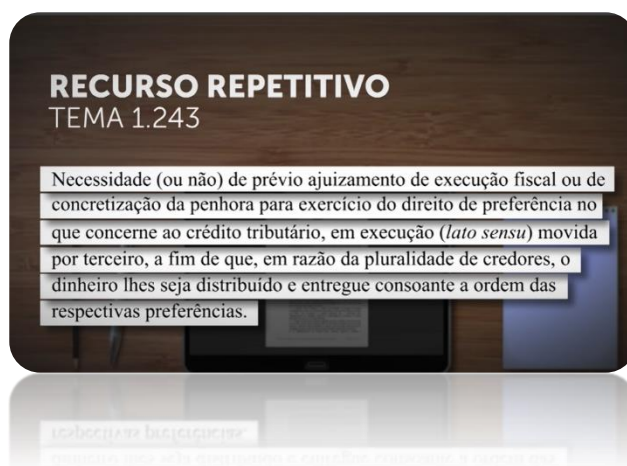 RECURSO REPETITIVO
TEMA 1.243
Necessidade (ou não) de prévio ajuizamento de execução fiscal ou de
concretização da penhora para exercício do direito de preferência no
que concerne ao crédito tributário, em execução (lato sensu) movida
por terceiro, a fim de que, em razão da pluralidade de credores, o
dinheiro lhes seja distribuído e entregue consoante a ordem das
respectivas preferências.